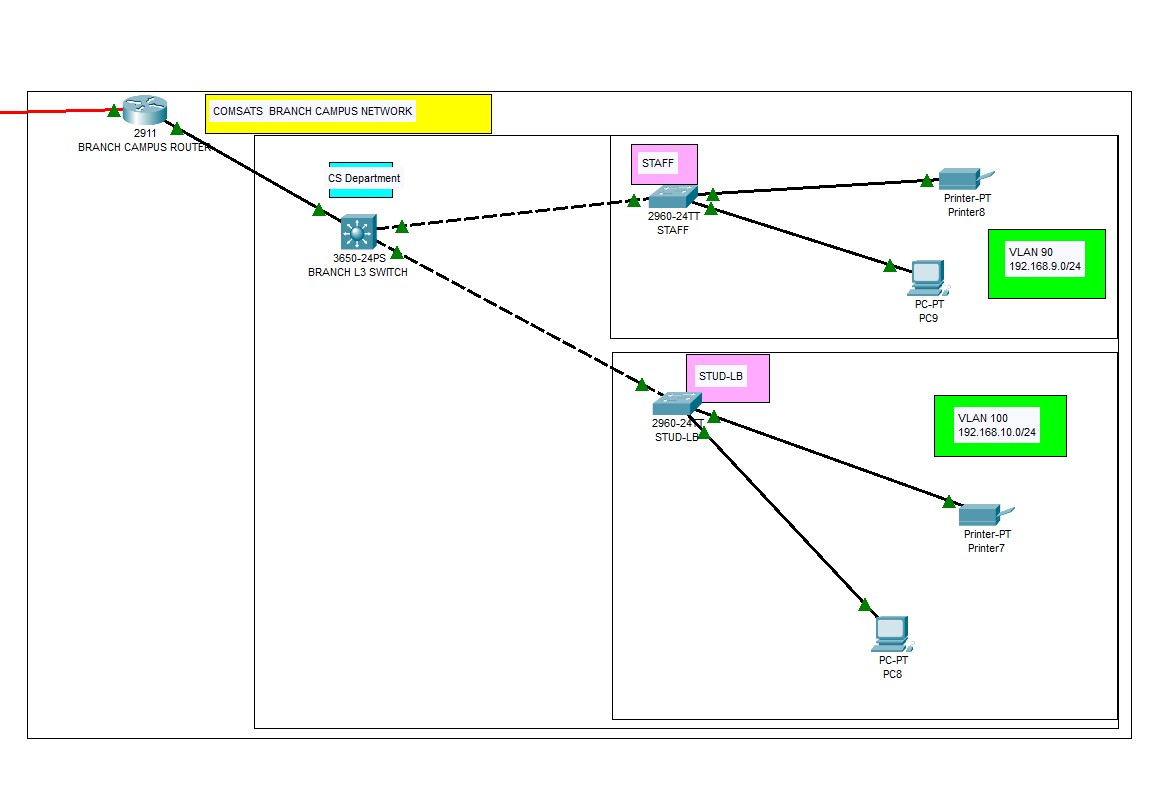 COMSATS  BRANCH CAMPUS NETWORK
2911
BRANCH CAMPUS ROUTER
CS Department
3650-24PS
BRANCH L3 SWITCH
STAFF
2960-24TT
STAFF
Printer-PT
Printer8
VLAN 90
192.168.9.0/24
PC-PT
PC9
STUD-LB
2960-24TT
STUD-LB
VLAN 100
192.168.10.0/24
Printer-PT
Printer7
PC-PT
PC8